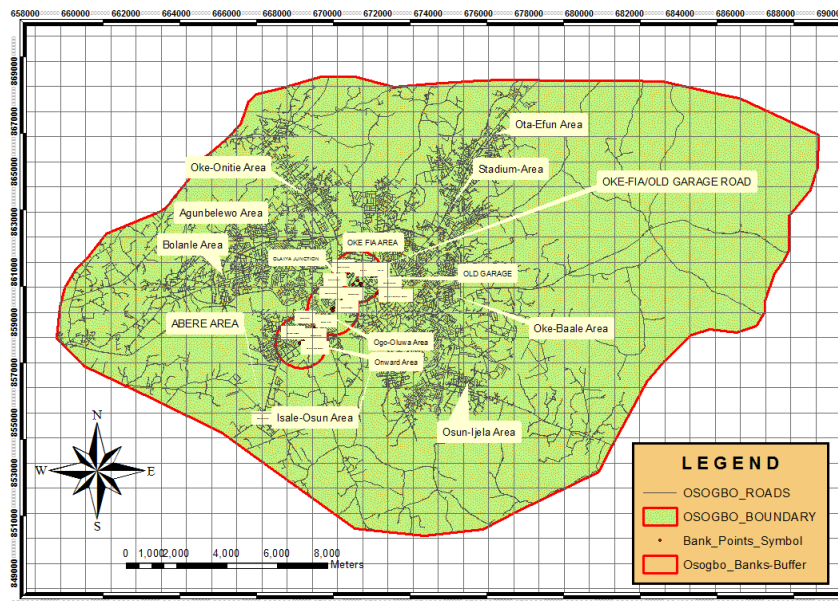 658000 660000 662000 664000 666000 668000 670000 672000 674000 676000 678000 680000 682000 684000 686000 688000 69000
869000
867000
865000
863000
861000
859000
857000
855000
853000
851000
849000
Ota-Efun Area
Oke-Onitie Area
Stadium-Area
OKE-FIA/OLD GARAGE ROAD
Agunbelewo Area
Bolanle Area
OKE FIA AREA
OLAIYA JUNCTION
OLD GARAGE
ABERE AREA
Oke-Baale Area
Ogo-Oluwa Area
Onward Area
Isale-Osun Area
Osun-Ijela Area
N
W E
S
0 1,000 2,000 4,000 6,000 8,000
Meters
LEGEND
OSOGBO_ROADS
OSOGBO_BOUNDARY
Bank_Points_Symbol
Osogbo_Banks-Buffer